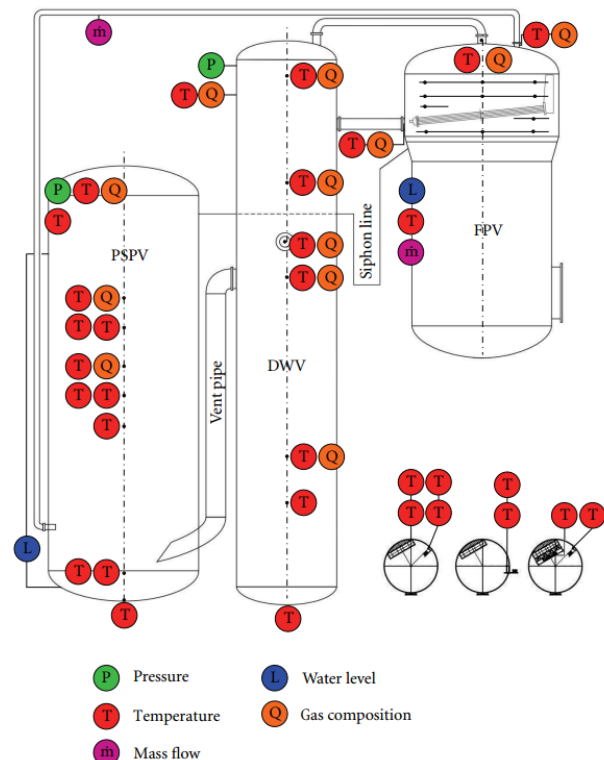 ṁ
T Q
T Q
P
T Q
T Q
T Q
P T Q
T Q
L
T
T
FPV
PSPV
Siphon line
T Q
ṁ
T Q
T Q
T T
Vent pipe
DWV
T Q
T T
T
T Q
T T
T
T
T T
T T
T
T T
L
T T
T
T
P Pressure
L Water level
T Temperature
Q Gas composition
ṁ Mass flow